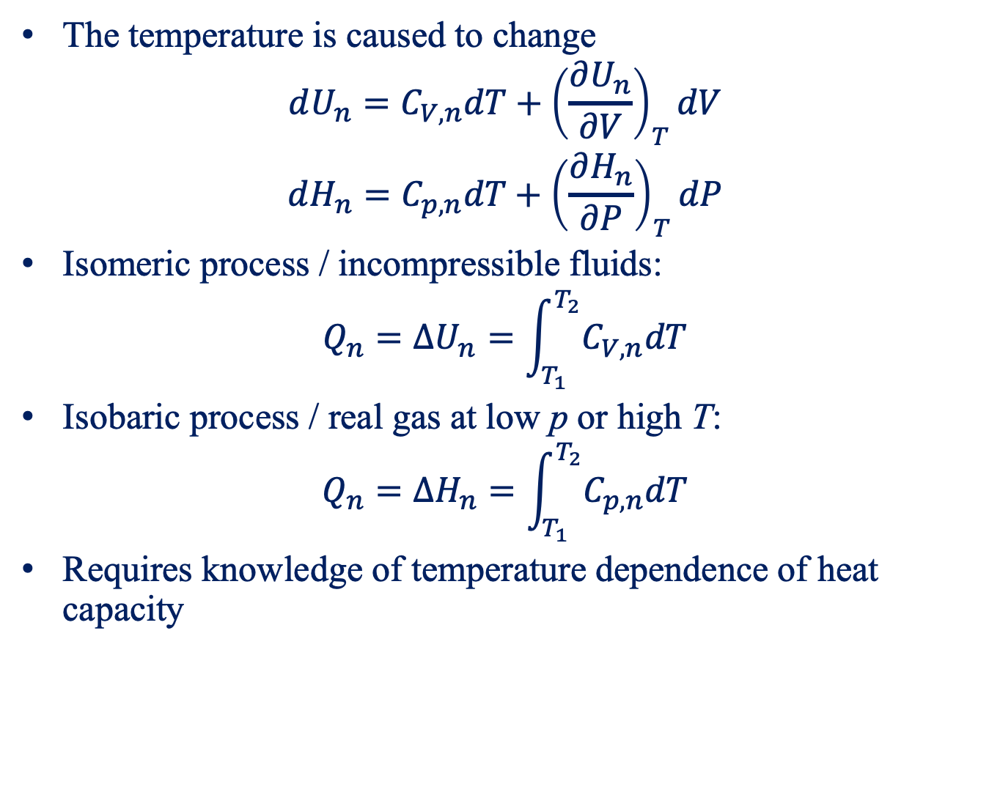 • The temperature is caused to change
$dU_n = C_{V,n}dT + \left(\frac{\partial U_n}{\partial V}\right)_T dV$
$dH_n = C_{p,n}dT + \left(\frac{\partial H_n}{\partial P}\right)_T dP$
• Isomeric process / incompressible fluids:
$Q_n = \Delta U_n = \int_{T_1}^{T_2} C_{V,n}dT$
• Isobaric process / real gas at low p or high T:
$Q_n = \Delta H_n = \int_{T_1}^{T_2} C_{p,n}dT$
• Requires knowledge of temperature dependence of heat
capacity